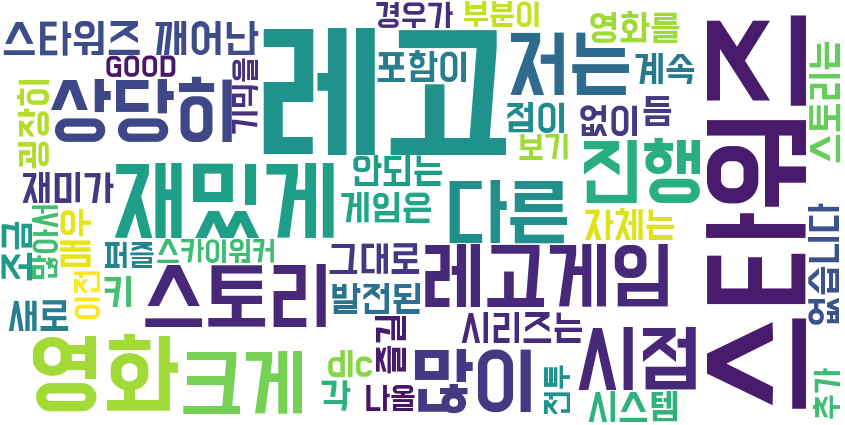 경우가
부분이
영화를
스타워즈 깨어난
GOOD
을
기믹
레고
포함이
저는
계속
스타워즈
스토리는
굉장히
상당히
점이
없이
듬
보기
진행
재미가
재밌게
안되는
게임은
다른
자체는
조금
많아서
매우
퍼즐
스카이워커
그대로
레고게임
없습니다
이전
키
스토리
발전된
새로
즐길
시리즈는
시점
영화
크게
dlc
각
나올
많이
전투
시스템
추가